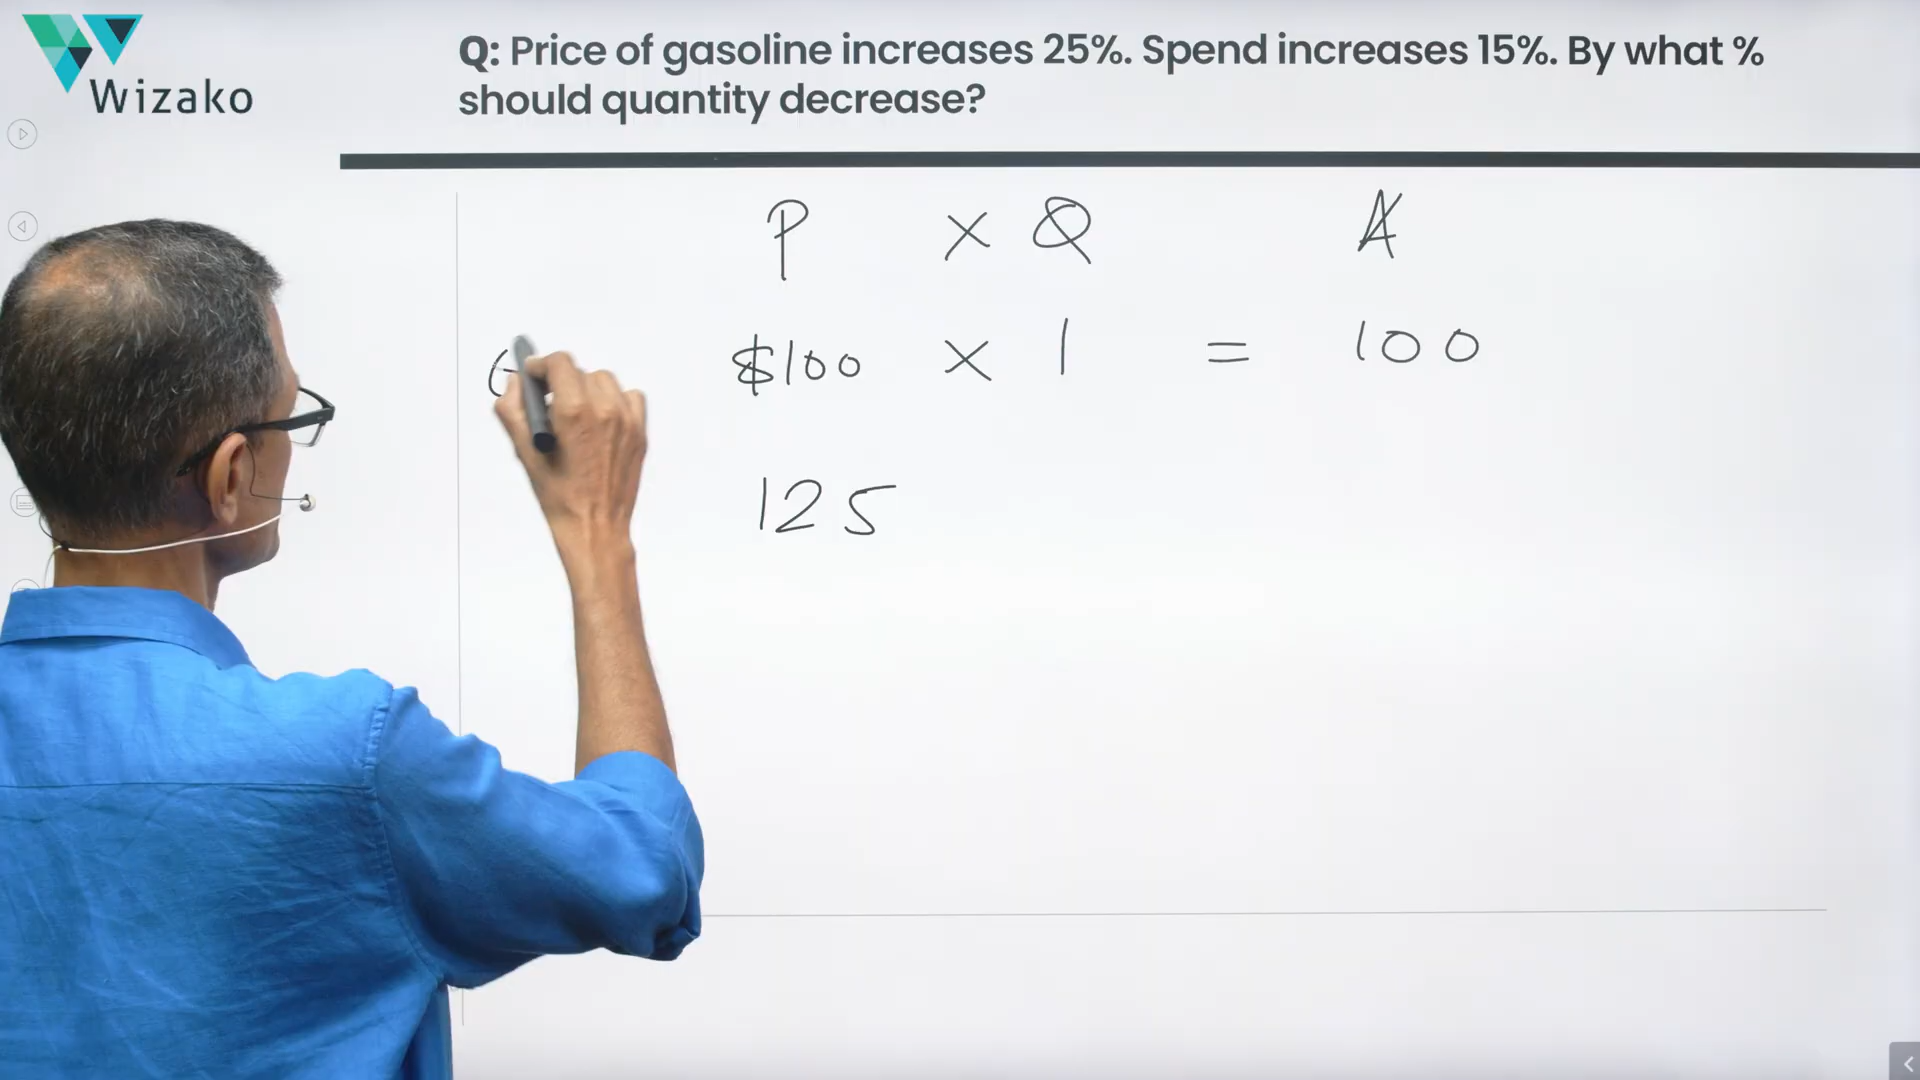 Wizako
Q: Price of gasoline increases 25%. Spend increases 15%. By what %
should quantity decrease?
P × Q A
$100 × 1 = 100
125